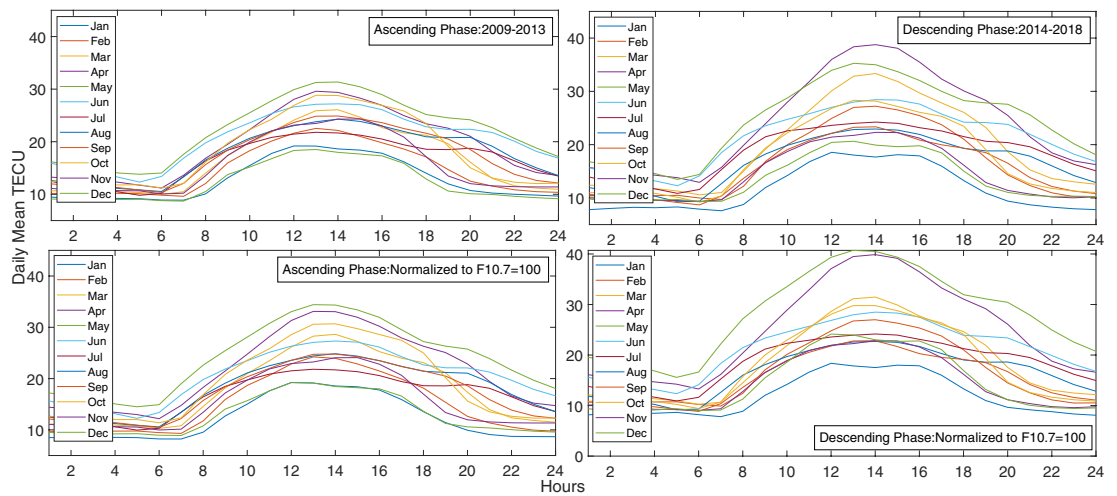 Ascending Phase:2009-2013
Jan
Feb
Mar
Apr
May
Jun
Jul
Aug
Sep
Oct
Nov
Dec
40
30
20
10
2 4 6 8 10 12 14 16 18 20 22 24
Descending Phase:2014-2018
Jan
Feb
Mar
Apr
May
Jun
Jul
Aug
Sep
Oct
Nov
Dec
40
30
20
10
2 4 6 8 10 12 14 16 18 20 22 24
Daily Mean TECU
Ascending Phase:Normalized to F10.7=100
Jan
Feb
Mar
Apr
May
Jun
Jul
Aug
Sep
Oct
Nov
Dec
40
30
20
10
2 4 6 8 10 12 14 16 18 20 22 24
Jan
Feb
Mar
Apr
May
Jun
Jul
Aug
Sep
Oct
Nov
Dec
40
30
20
10
0
Descending Phase:Normalized to F10.7=100
2 4 6 8 10 12 14 16 18 20 22 24
Hours